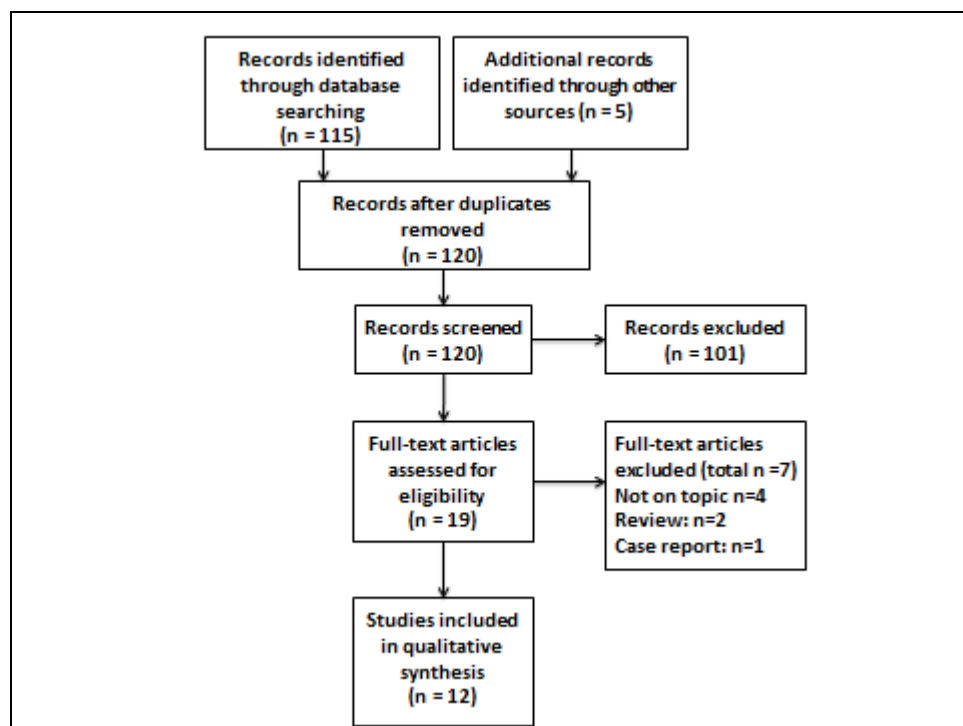 Records identified
through database
searching
(n = 115)
Additional records
identified through other
sources (n = 5)
Records after duplicates
removed
(n = 120)
Records screened
(n = 120)
Records excluded
(n = 101)
Full-text articles
assessed for
eligibility
(n = 19)
Full-text articles
excluded (total n =7)
Not on topic n=4
Review: n=2
Case report: n=1
Studies included
in qualitative
synthesis
(n = 12)